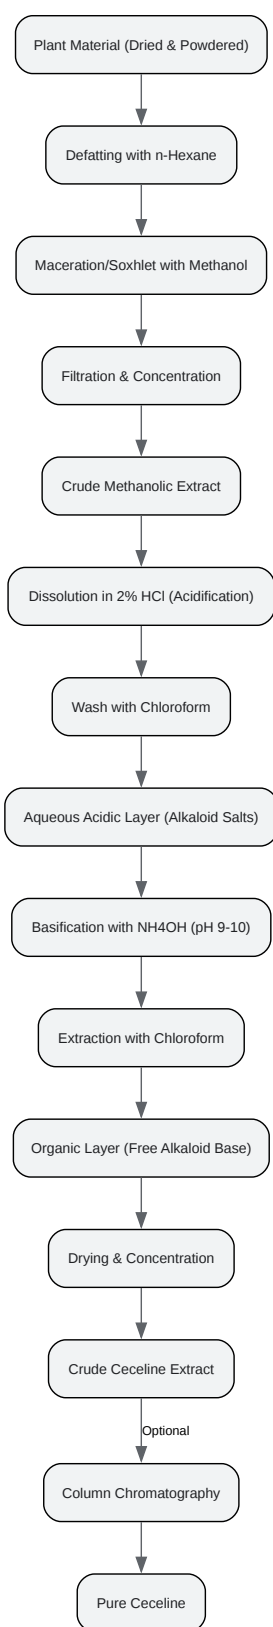 Plant Material (Dried & Powdered)
Defatting with n-Hexane
Maceration/Soxhlet with Methanol
Filtration & Concentration
Crude Methanolic Extract
Dissolution in 2% HCl (Acidification)
Wash with Chloroform
Aqueous Acidic Layer (Alkaloid Salts)
Basification with NH4OH (pH 9-10)
Extraction with Chloroform
Organic Layer (Free Alkaloid Base)
Drying & Concentration
Crude Ceceline Extract
Optional
Column Chromatography
Pure Ceceline